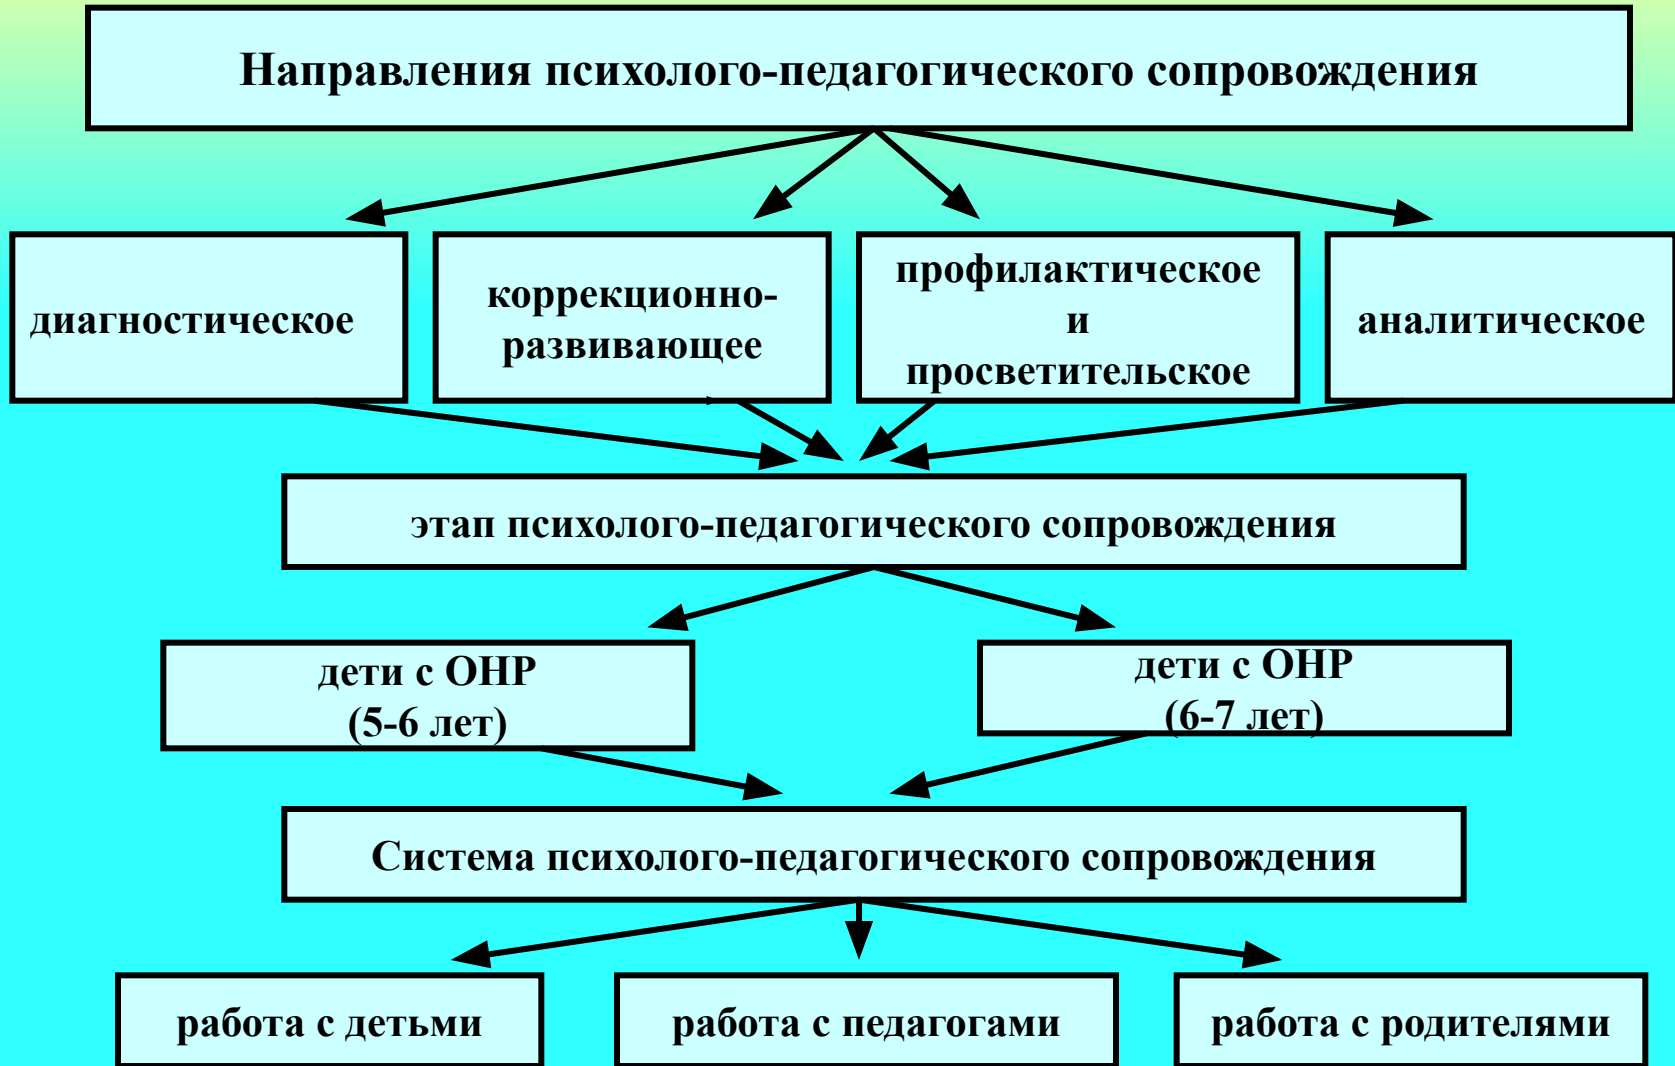 Направления психолого-педагогического сопровождения
диагностическое
коррекционно-
развивающее
профилактическое
и
просветительское
аналитическое
этап психолого-педагогического сопровождения
дети с ОНР
(5-6 лет)
дети с ОНР
(6-7 лет)
Система психолого-педагогического сопровождения
работа с детьми
работа с педагогами
работа с родителями